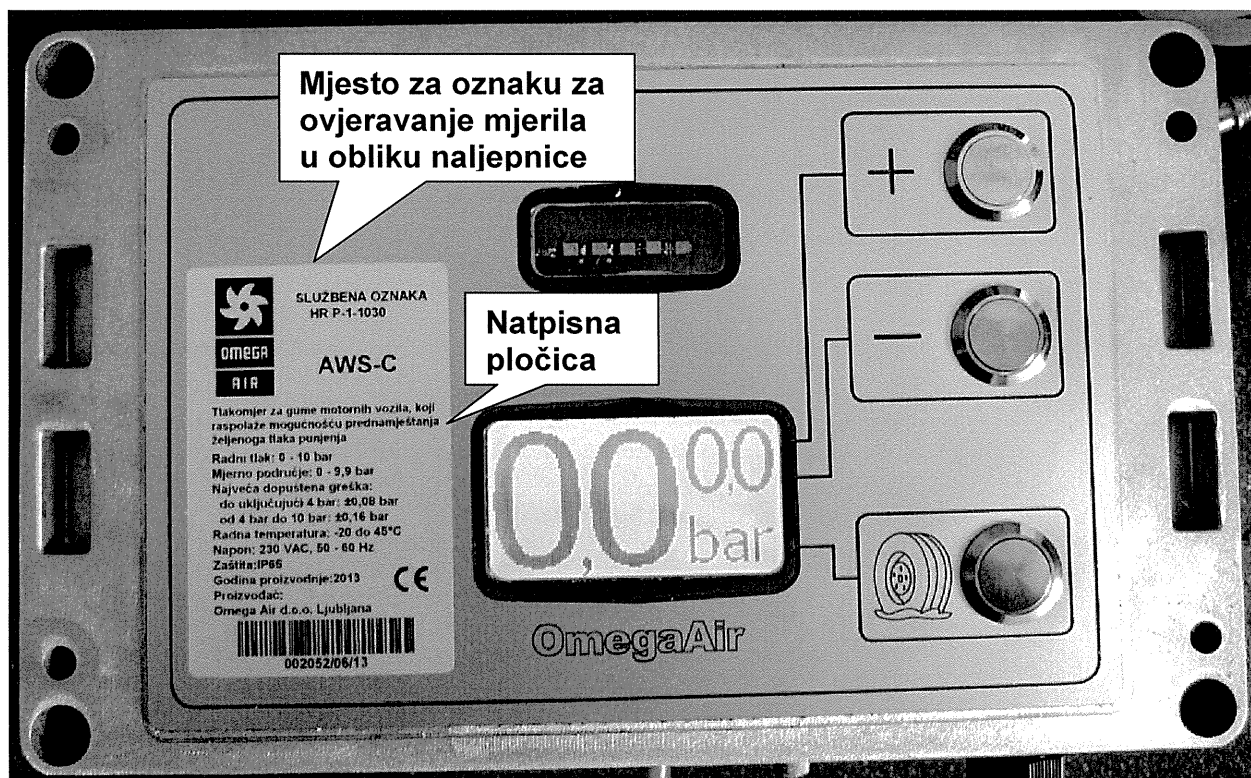 Mjesto za oznaku za
ovjeravanje mjerila
u obliku naljepnice
SLUŽBENA OZNAKA
HR P-1-1030
OMEGA
AIR
AWS-C
Natpisna
pločica
Tlakomjer za gume motornih vozila, koji
raspolaže mogućnošću prednamještanja
željenoga tlaka punjenja
Radni tlak: 0 - 10 bar
Mjerno područje: 0 - 9,9 bar
Najveća dopuštena greška:
do uključujući 4 bar: ±0,08 bar
od 4 bar do 10 bar: ±0,16 bar
Radna temperatura: -20 do 45°C
Napon: 230 VAC, 50 - 60 Hz
Zaštita:IP65
Godina proizvodnje:2013
CE
Proizvođač:
Omega Air d.o.o. Ljubljana
002052/06/13
+
−
0,0
0,0
bar
OmegaAir